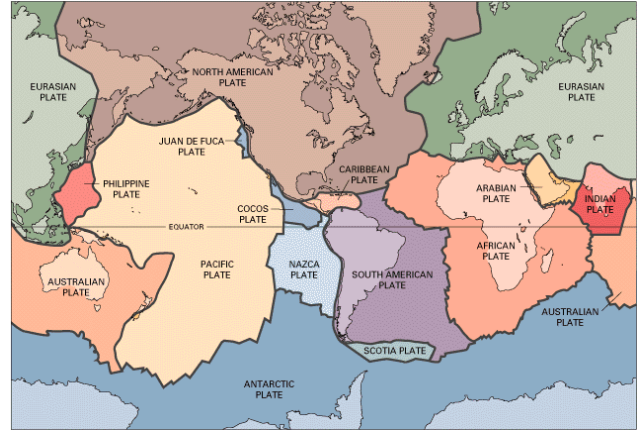 NORTH AMERICAN
PLATE
EURASIAN
PLATE
EURASIAN
PLATE
JUAN DE FUCA
PLATE
PHILIPPINE
PLATE
CARIBBEAN
PLATE
ARABIAN
PLATE
INDIAN
PLATE
COCOS
PLATE
EQUATOR
AUSTRALIAN
PLATE
PACIFIC
PLATE
NAZCA
PLATE
SOUTH AMERICAN
PLATE
AFRICAN
PLATE
AUSTRALIAN
PLATE
SCOTIA PLATE
ANTARCTIC
PLATE